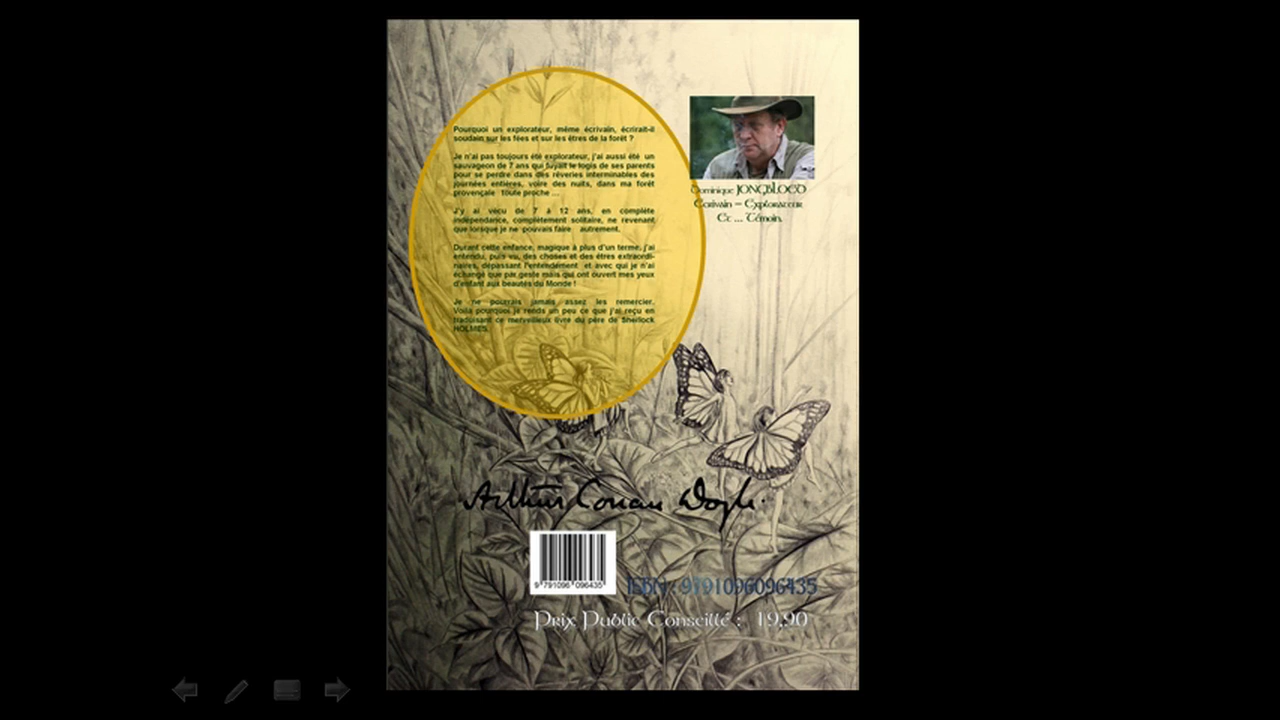 Pourquoi un explorateur, même écrivain, écrirait-il
soudain sur les fées et sur les êtres de la forêt ?
Je n'ai pas toujours été explorateur, j'ai aussi été un
sauvageon de 7 ans qui fuyait le logis de ses parents
pour se perdre dans des rêveries interminables des
journées entières, voire des nuits, dans ma forêt
provençale toute proche ...
J'y ai vécu de 7 à 12 ans, en complète
indépendance, complètement solitaire, ne revenant
que lorsque je ne pouvais faire autrement.
Durant cette enfance, magique à plus d'un terme, j'ai
entendu, puis vu, des choses et des êtres extraordi-
naires, dépassant l'entendement et avec qui je n'ai
échangé que par geste mais qui ont ouvert mes yeux
d'enfant aux beautés du Monde !
Je ne pourrais jamais assez les remercier.
Voilà pourquoi je rends un peu ce que j'ai reçu en
traduisant ce merveilleux livre du père de Sherlock
HOLMES.
Dominique JONGBLOED
Ecrivain – Explorateur
Et ... Témoin.
Arthur Conan Doyle.
9 791096 096435
ISBN : 9791096096435
Prix Public Conseillé : 19,90